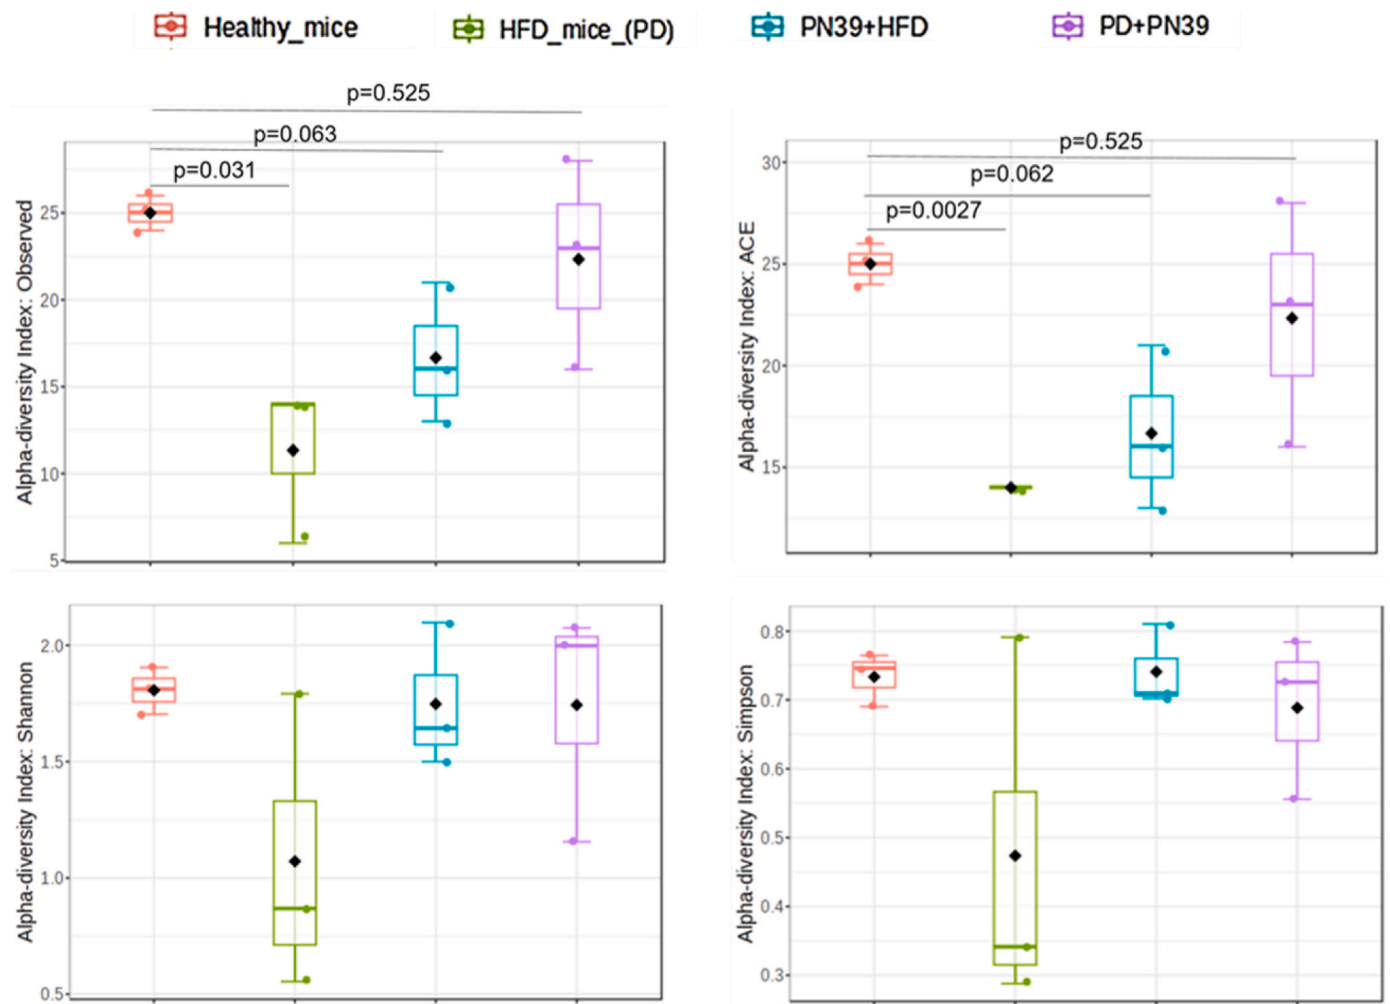 Healthy_mice HFD_mice_(PD) PN39+HFD PD+PN39
p=0.525
p=0.063
p=0.031
Alpha-diversity Index: Observed
25
20
15
10
5
p=0.525
p=0.062
p=0.0027
Alpha-diversity Index: ACE
30
25
20
15
Alpha-diversity Index: Shannon
2.0
1.5
1.0
0.5
Alpha-diversity Index: Simpson
0.8
0.7
0.6
0.5
0.4
0.3